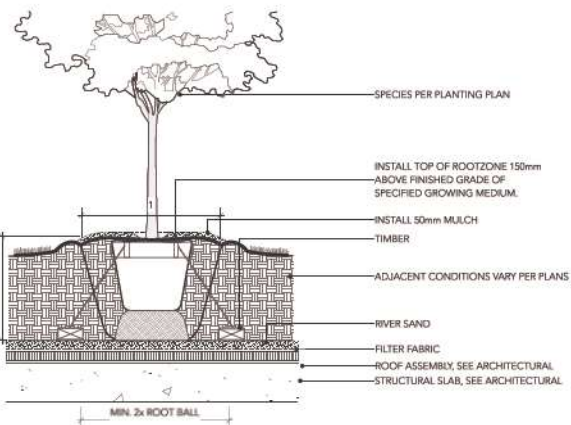 SPECIES PER PLANTING PLAN
INSTALL TOP OF ROOTZONE 150mm
ABOVE FINISHED GRADE OF
SPECIFIED GROWING MEDIUM.
1
INSTALL 50mm MULCH
TIMBER
ADJACENT CONDITIONS VARY PER PLANS
RIVER SAND
FILTER FABRIC
ROOF ASSEMBLY, SEE ARCHITECTURAL
STRUCTURAL SLAB, SEE ARCHITECTURAL
MIN. 2x ROOT BALL